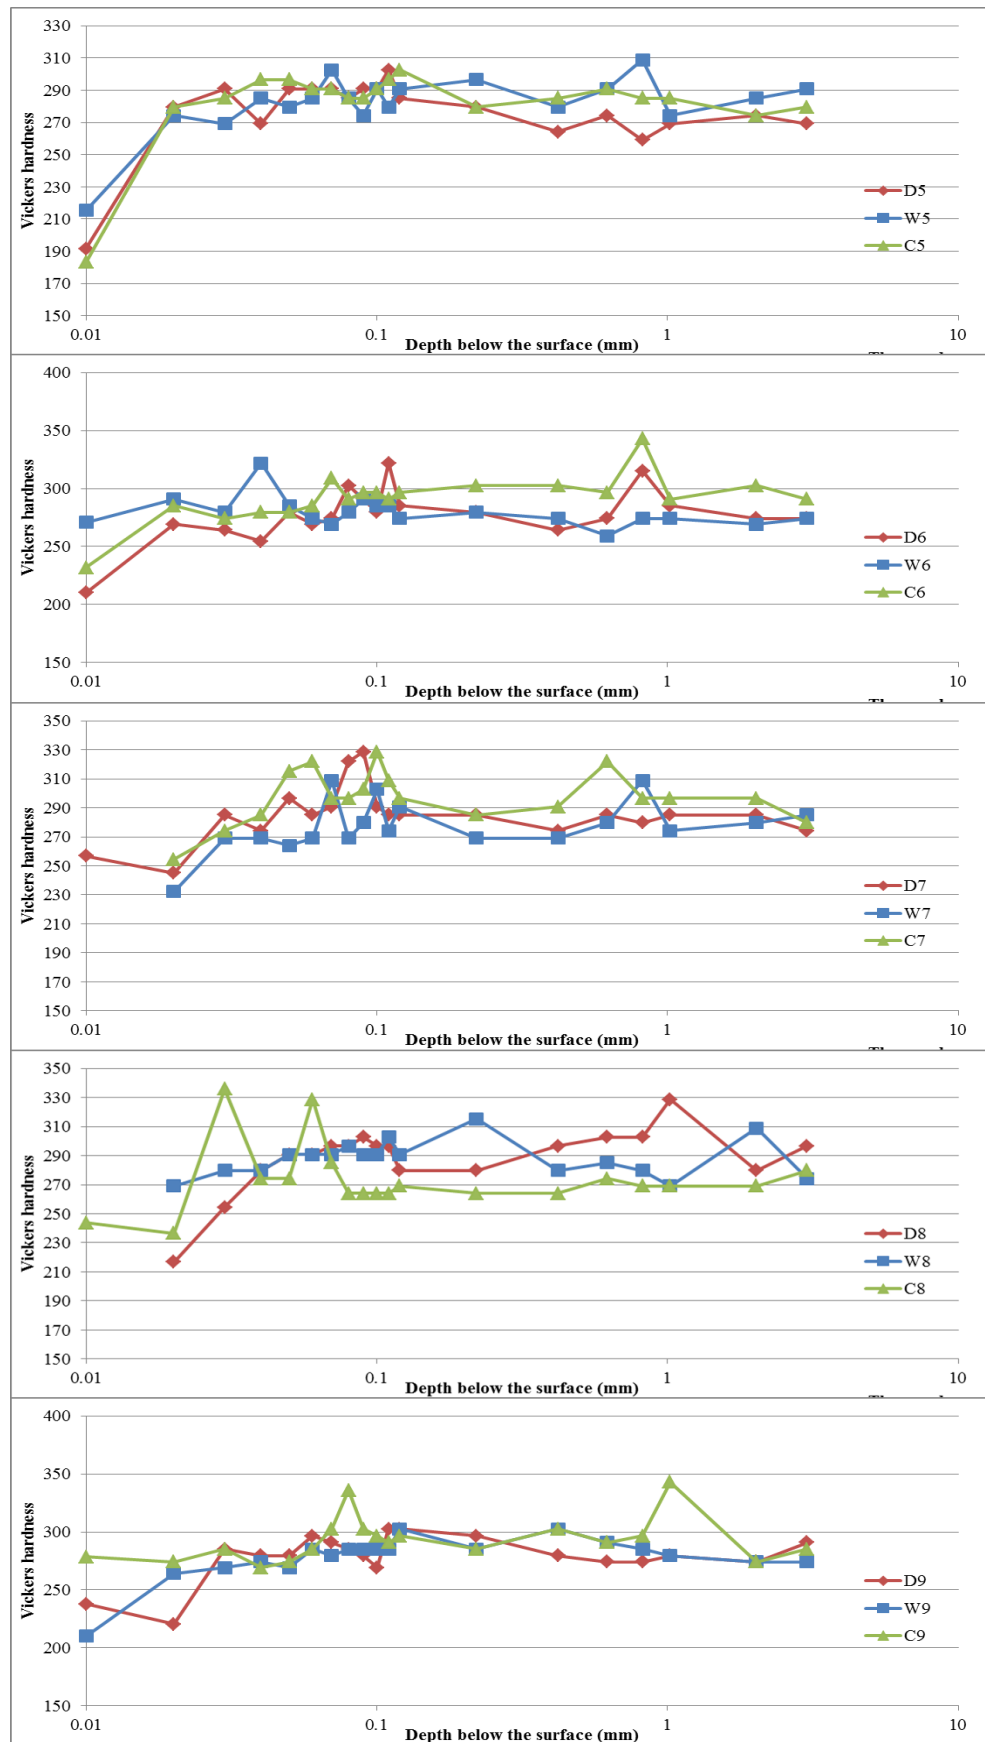 330
310
290
270
250
230
210
190
170
150
Vickers hardness
D5
W5
C5
0.01 0.1 1 10
Depth below the surface (mm)
400
350
300
250
200
150
Vickers hardness
D6
W6
C6
0.01 0.1 1 10
Depth below the surface (mm)
350
330
310
290
270
250
230
210
190
170
150
Vickers hardness
D7
W7
C7
0.01 0.1 1 10
Depth below the surface (mm)
350
330
310
290
270
250
230
210
190
170
150
Vickers hardness
D8
W8
C8
0.01 0.1 1 10
Depth below the surface (mm)
400
350
300
250
200
150
Vickers hardness
D9
W9
C9
0.01 0.1 1 10
Depth below the surface (mm)